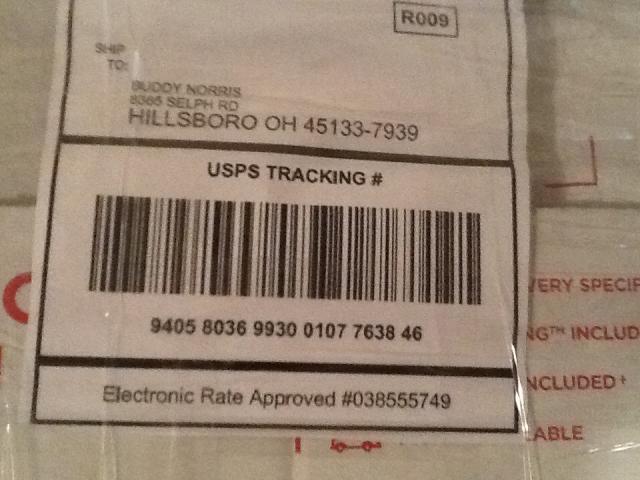 R009
SHIP
TO:
BUDDY NORRIS
8365 SELPH RD
HILLSBORO OH 45133-7939
USPS TRACKING #
9405 8036 9930 0107 7638 46
Electronic Rate Approved #038555749
VERY SPECIF
NG™ INCLUD
NCLUDED†
LABLE